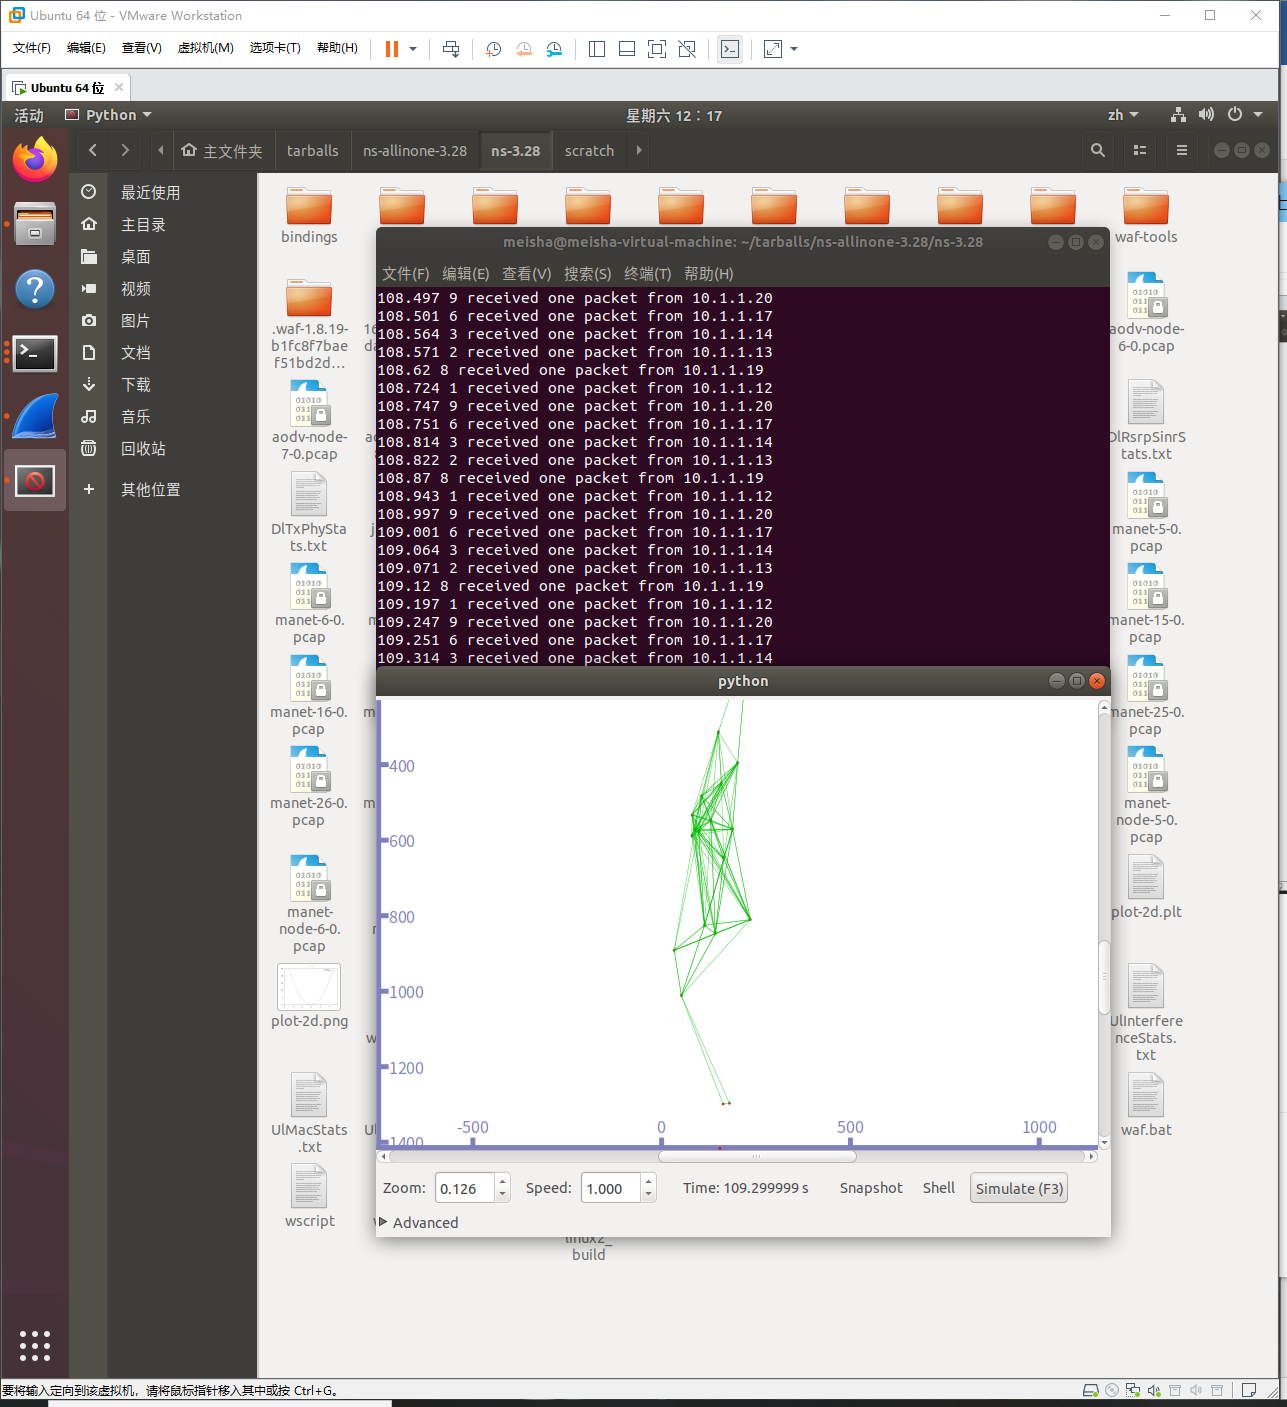 Ubuntu 64 位 - VMware Workstation
文件(F) 编辑(E) 查看(V) 虚拟机(M) 选项卡(T) 帮助(H)
Ubuntu 64 位
活动 Python 星期六 12：17 zh
主文件夹 tarballs ns-allinone-3.28 ns-3.28 scratch
最近使用
主目录
桌面
视频
图片
文档
下载
音乐
回收站
其他位置
bindings
waf-tools
.waf-1.8.19-
b1fc8f7bae
f51bd2d...
aodv-node-
6-0.pcap
aodv-node-
7-0.pcap
DlRsrpSinrS
tats.txt
DlTxPhySta
ts.txt
manet-5-0.
pcap
manet-6-0.
pcap
manet-15-0.
pcap
manet-16-0.
pcap
manet-25-0.
pcap
manet-26-0.
pcap
manet-
node-5-0.
pcap
manet-
node-6-0.
pcap
plot-2d.plt
plot-2d.png
UlInterfere
nceStats.
txt
UlMacStats
.txt
waf.bat
wscript
linux2_
build
meisha@meisha-virtual-machine: ~/tarballs/ns-allinone-3.28/ns-3.28
文件(F) 编辑(E) 查看(V) 搜索(S) 终端(T) 帮助(H)
108.497 9 received one packet from 10.1.1.20
108.501 6 received one packet from 10.1.1.17
108.564 3 received one packet from 10.1.1.14
108.571 2 received one packet from 10.1.1.13
108.62 8 received one packet from 10.1.1.19
108.724 1 received one packet from 10.1.1.12
108.747 9 received one packet from 10.1.1.20
108.751 6 received one packet from 10.1.1.17
108.814 3 received one packet from 10.1.1.14
108.822 2 received one packet from 10.1.1.13
108.87 8 received one packet from 10.1.1.19
108.943 1 received one packet from 10.1.1.12
108.997 9 received one packet from 10.1.1.20
109.001 6 received one packet from 10.1.1.17
109.064 3 received one packet from 10.1.1.14
109.071 2 received one packet from 10.1.1.13
109.12 8 received one packet from 10.1.1.19
109.197 1 received one packet from 10.1.1.12
109.247 9 received one packet from 10.1.1.20
109.251 6 received one packet from 10.1.1.17
109.314 3 received one packet from 10.1.1.14
python
400
600
800
1000
1200
1400
-500 0 500 1000
Zoom: 0.126 Speed: 1.000 Time: 109.299999 s Snapshot Shell Simulate (F3)
Advanced
要将输入定向到该虚拟机，请将鼠标指针移入其中或按 Ctrl+G。